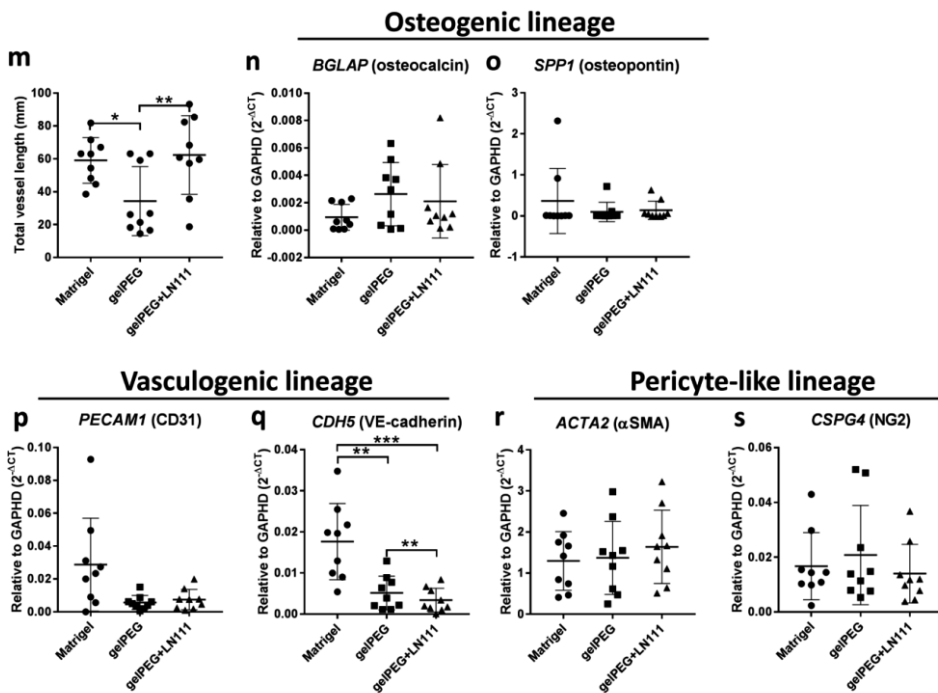 Osteogenic lineage
m
Total vessel length (mm)
100
80
60
40
20
0
*
**
Matrigel
gelPEG
gelPEG+LN111
n
BGLAP (osteocalcin)
Relative to GAPHD (2^-ΔCT)
0.010
0.008
0.006
0.004
0.002
0.000
-0.002
Matrigel
gelPEG
gelPEG+LN111
o
SPP1 (osteopontin)
Relative to GAPHD (2^-ΔCT)
3
2
1
0
-1
Matrigel
gelPEG
gelPEG+LN111
Vasculogenic lineage
p
PECAM1 (CD31)
Relative to GAPHD (2^-ΔCT)
0.10
0.08
0.06
0.04
0.02
0.00
Matrigel
gelPEG
gelPEG+LN111
q
CDH5 (VE-cadherin)
Relative to GAPHD (2^-ΔCT)
0.04
0.03
0.02
0.01
0.00
***
**
**
Matrigel
gelPEG
gelPEG+LN111
Pericyte-like lineage
r
ACTA2 (αSMA)
Relative to GAPHD (2^-ΔCT)
4
3
2
1
0
Matrigel
gelPEG
gelPEG+LN111
s
CSPG4 (NG2)
Relative to GAPHD (2^-ΔCT)
0.06
0.04
0.02
0.00
Matrigel
gelPEG
gelPEG+LN111